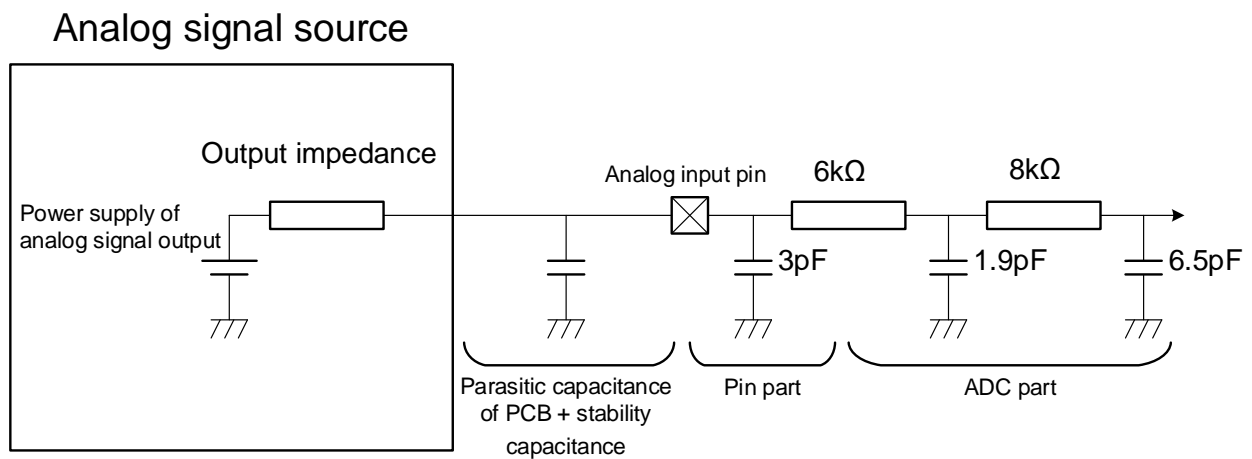 Analog signal source
Output impedance
Power supply of
analog signal output
Analog input pin
6kΩ
8kΩ
3pF
1.9pF
6.5pF
Parasitic capacitance
of PCB + stability
capacitance
Pin part
ADC part